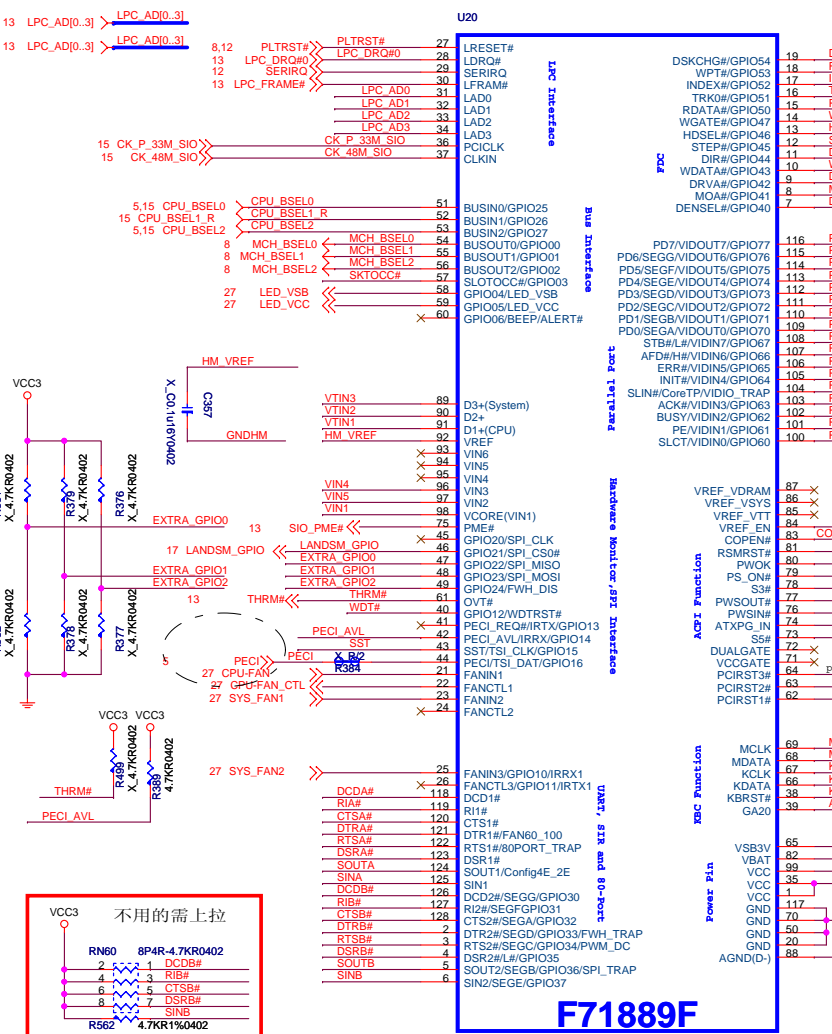 U20
13 LPC_AD[0..3] LPC_AD[0..3]
13 LPC_AD[0..3] LPC_AD[0..3]
8,12 PLTRST# PLTRST# 27 LRESET#
13 LPC_DRQ#0 LPC_DRQ#0 28 LDRQ#
12 SERIRQ 29 SERIRQ
13 LPC_FRAME# 30 LFRAM#
LPC_AD0 31 LAD0
LPC_AD1 32 LAD1
LPC_AD2 33 LAD2
LPC_AD3 34 LAD3
15 CK_P_33M_SIO CK_P_33M_SIO 36 PCICLK
15 CK_48M_SIO CK_48M_SIO 37 CLKIN
LPC Interface
5,15 CPU_BSEL0 CPU_BSEL0 51 BUSIN0/GPIO25
15 CPU_BSEL1_R CPU_BSEL1_R 52 BUSIN1/GPIO26
5,15 CPU_BSEL2 CPU_BSEL2 53 BUSIN2/GPIO27
8 MCH_BSEL0 MCH_BSEL0 54 BUSOUT0/GPIO00
8 MCH_BSEL1 MCH_BSEL1 55 BUSOUT1/GPIO01
8 MCH_BSEL2 MCH_BSEL2 56 BUSOUT2/GPIO02
SKTOCC# 57 SLOTOCC#/GPIO03
27 LED_VSB 58 GPIO04/LED_VSB
27 LED_VCC 59 GPIO05/LED_VCC
60 GPIO06/BEEP/ALERT#
Bus Interface
HM_VREF
X_C0.1u16Y0402
C357
GNDHM
VTIN3 89 D3+(System)
VTIN2 90 D2+
VTIN1 91 D1+(CPU)
HM_VREF 92 VREF
93 VIN6
94 VIN5
95 VIN4
VIN4 96 VIN3
VIN5 97 VIN2
VIN1 98 VCORE(VIN1)
13 SIO_PME# 75 PME#
45 GPIO20/SPI_CLK
17 LANDSM_GPIO LANDSM_GPIO 46 GPIO21/SPI_CS0#
EXTRA_GPIO0 47 GPIO22/SPI_MISO
EXTRA_GPIO1 48 GPIO23/SPI_MOSI
EXTRA_GPIO2 49 GPIO24/FWH_DIS
13 THRM# THRM# 61 OVT#
WDT# 40 GPIO12/WDTRST#
41 PECI_REQ#/IRTX/GPIO13
PECI_AVL 42 PECI_AVL/IRRX/GPIO14
SST 43 SST/TSI_CLK/GPIO15
5 PECI PECI X_R/2 R384 44 PECI/TSI_DAT/GPIO16
27 CPU-FAN 21 FANIN1
27 CPU-FAN_CTL 22 FANCTL1
27 SYS_FAN1 23 FANIN2
24 FANCTL2
Hardware Monitor,SPI Interface
VCC3
R379 X_4.7KR0402
R376 X_4.7KR0402
EXTRA_GPIO0
EXTRA_GPIO1
EXTRA_GPIO2
R378 X_4.7KR0402
R377 X_4.7KR0402
VCC3 VCC3
R499 X_4.7KR0402
R389 4.7KR0402
THRM#
PECI_AVL
27 SYS_FAN2 25 FANIN3/GPIO10/IRRX1
26 FANCTL3/GPIO11/IRTX1
DCDA# 118 DCD1#
RIA# 119 RI1#
CTSA# 120 CTS1#
DTRA# 121 DTR1#/FAN60_100
RTSA# 122 RTS1#/80PORT_TRAP
DSRA# 123 DSR1#
SOUTA 124 SOUT1/Config4E_2E
SINA 125 SIN1
DCDB# 126 DCD2#/SEGG/GPIO30
RIB# 127 RI2#/SEGFGPIO31
CTSB# 128 CTS2#/SEGA/GPIO32
DTRB# 2 DTR2#/SEGD/GPIO33/FWH_TRAP
RTSB# 3 RTS2#/SEGC/GPIO34/PWM_DC
DSRB# 4 DSR2#/L#/GPIO35
SOUTB 5 SOUT2/SEGB/GPIO36/SPI_TRAP
SINB 6 SIN2/SEGE/GPIO37
UART, SIR and 80-Port
FDC
DSKCHG#/GPIO54 19
WPT#/GPIO53 18
INDEX#/GPIO52 17
TRK0#/GPIO51 16
RDATA#/GPIO50 15
WGATE#/GPIO47 14
HDSEL#/GPIO46 13
STEP#/GPIO45 12
DIR#/GPIO44 11
WDATA#/GPIO43 10
DRVA#/GPIO42 9
MOA#/GPIO41 8
DENSEL#/GPIO40 7
Parallel Port
PD7/VIDOUT7/GPIO77 116
PD6/SEGG/VIDOUT6/GPIO76 115
PD5/SEGF/VIDOUT5/GPIO75 114
PD4/SEGE/VIDOUT4/GPIO74 113
PD3/SEGD/VIDOUT3/GPIO73 112
PD2/SEGC/VIDOUT2/GPIO72 111
PD1/SEGB/VIDOUT1/GPIO71 110
PD0/SEGA/VIDOUT0/GPIO70 109
STB#/L#/VIDIN7/GPIO67 108
AFD#/H#/VIDIN6/GPIO66 107
ERR#/VIDIN5/GPIO65 106
INIT#/VIDIN4/GPIO64 105
SLIN#/CoreTP/VIDIO_TRAP 104
ACK#/VIDIN3/GPIO63 103
BUSY/VIDIN2/GPIO62 102
PE/VIDIN1/GPIO61 101
SLCT/VIDIN0/GPIO60 100
ACPI Function
VREF_VDRAM 87
VREF_VSYS 86
VREF_VTT 85
VREF_EN 84
COPEN# 83 CO
RSMRST# 81
PWOK 80
PS_ON# 79
S3# 78
PWSOUT# 77
PWSIN# 76
ATXPG_IN 74
S5# 73
DUALGATE 72
VCCGATE 71
PCIRST3# 64
PCIRST2# 63
PCIRST1# 62
KBC Function
MCLK 69
MDATA 68
KCLK 67
KDATA 66
KBRST# 38
GA20 39
Power Pin
VSB3V 65
VBAT 82
VCC 99
VCC 35
VCC 1
GND 117
GND 70
GND 50
GND 20
AGND(D-) 88
F71889F
VCC3 不用的需上拉
RN60 8P4R-4.7KR0402
2 1 DCDB#
4 3 RIB#
6 5 CTSB#
8 7 DSRB#
SINB
R562 4.7KR1%0402